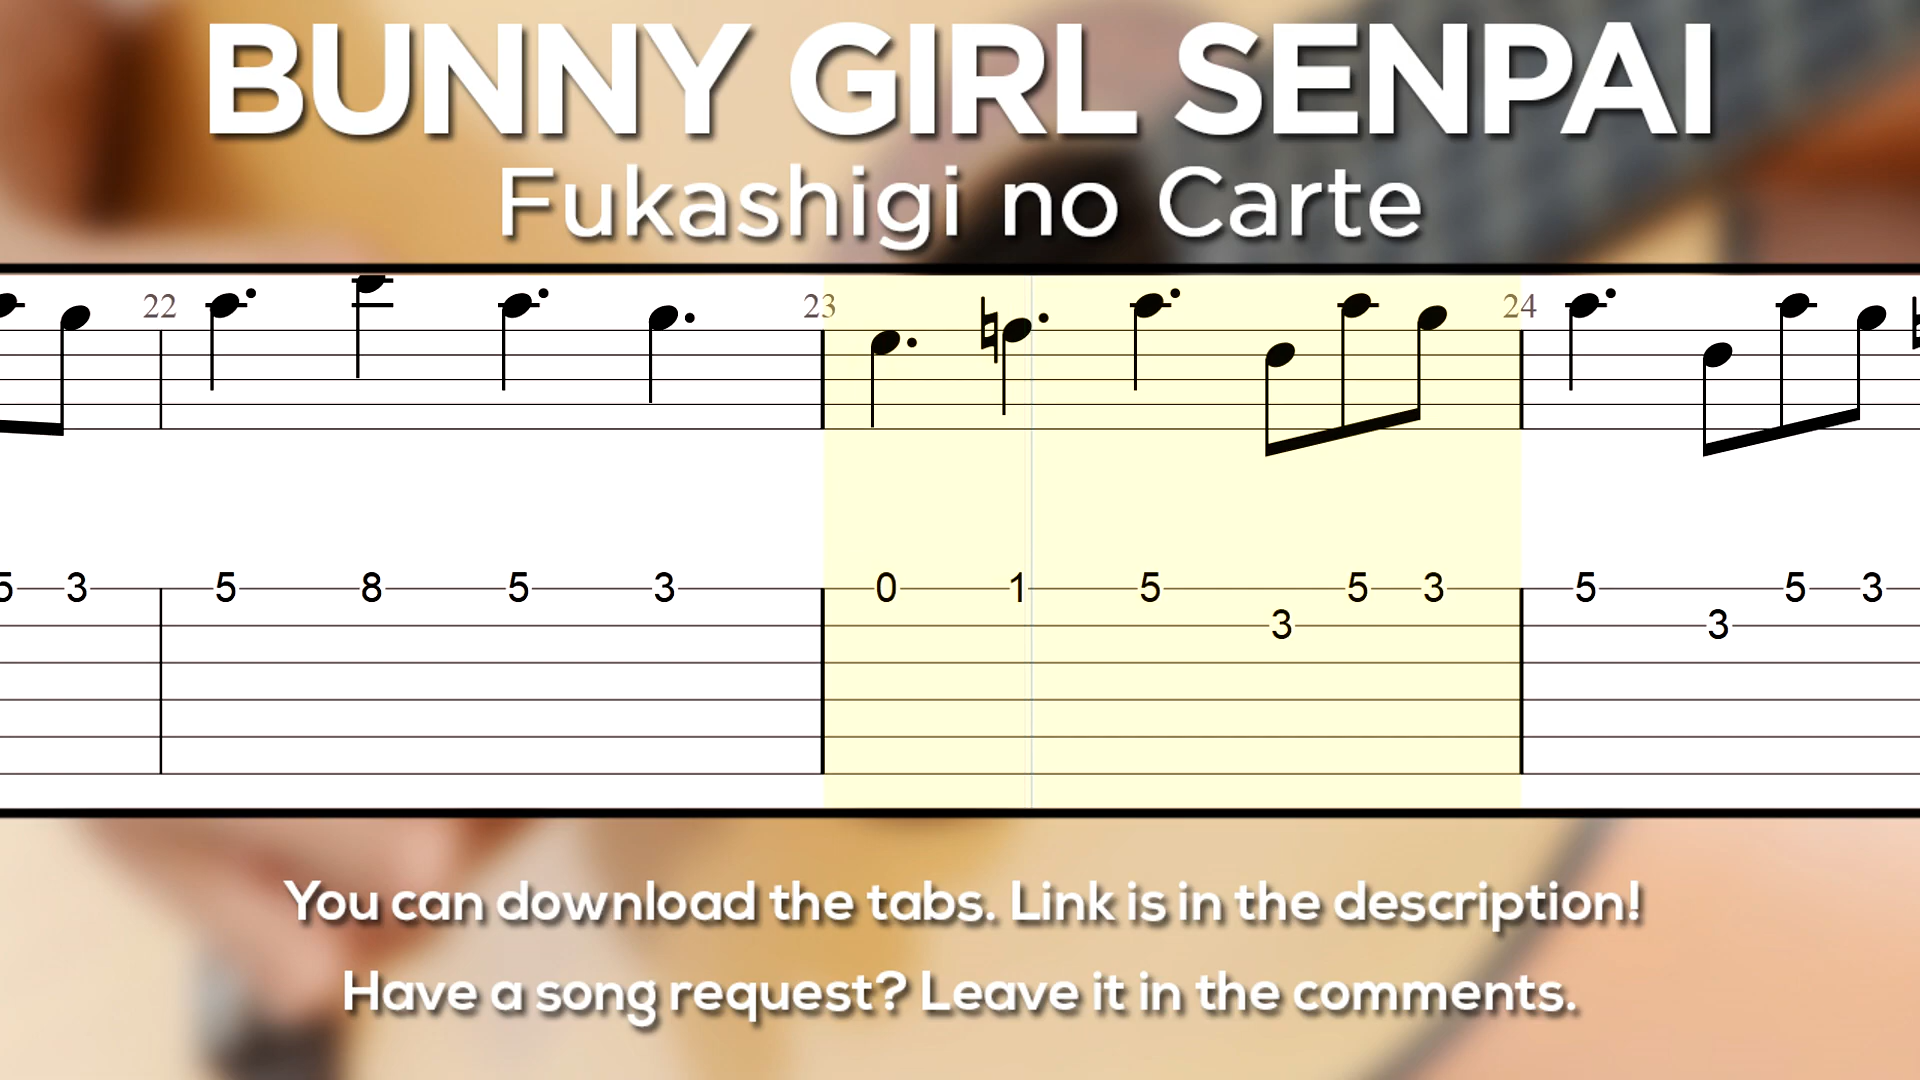 BUNNY GIRL SENPAI
Fukashigi no Carte
22 23 24
5 3 5 8 5 3 0 1 5 5 3 5 5 3
3 3
You can download the tabs. Link is in the description!
Have a song request? Leave it in the comments.